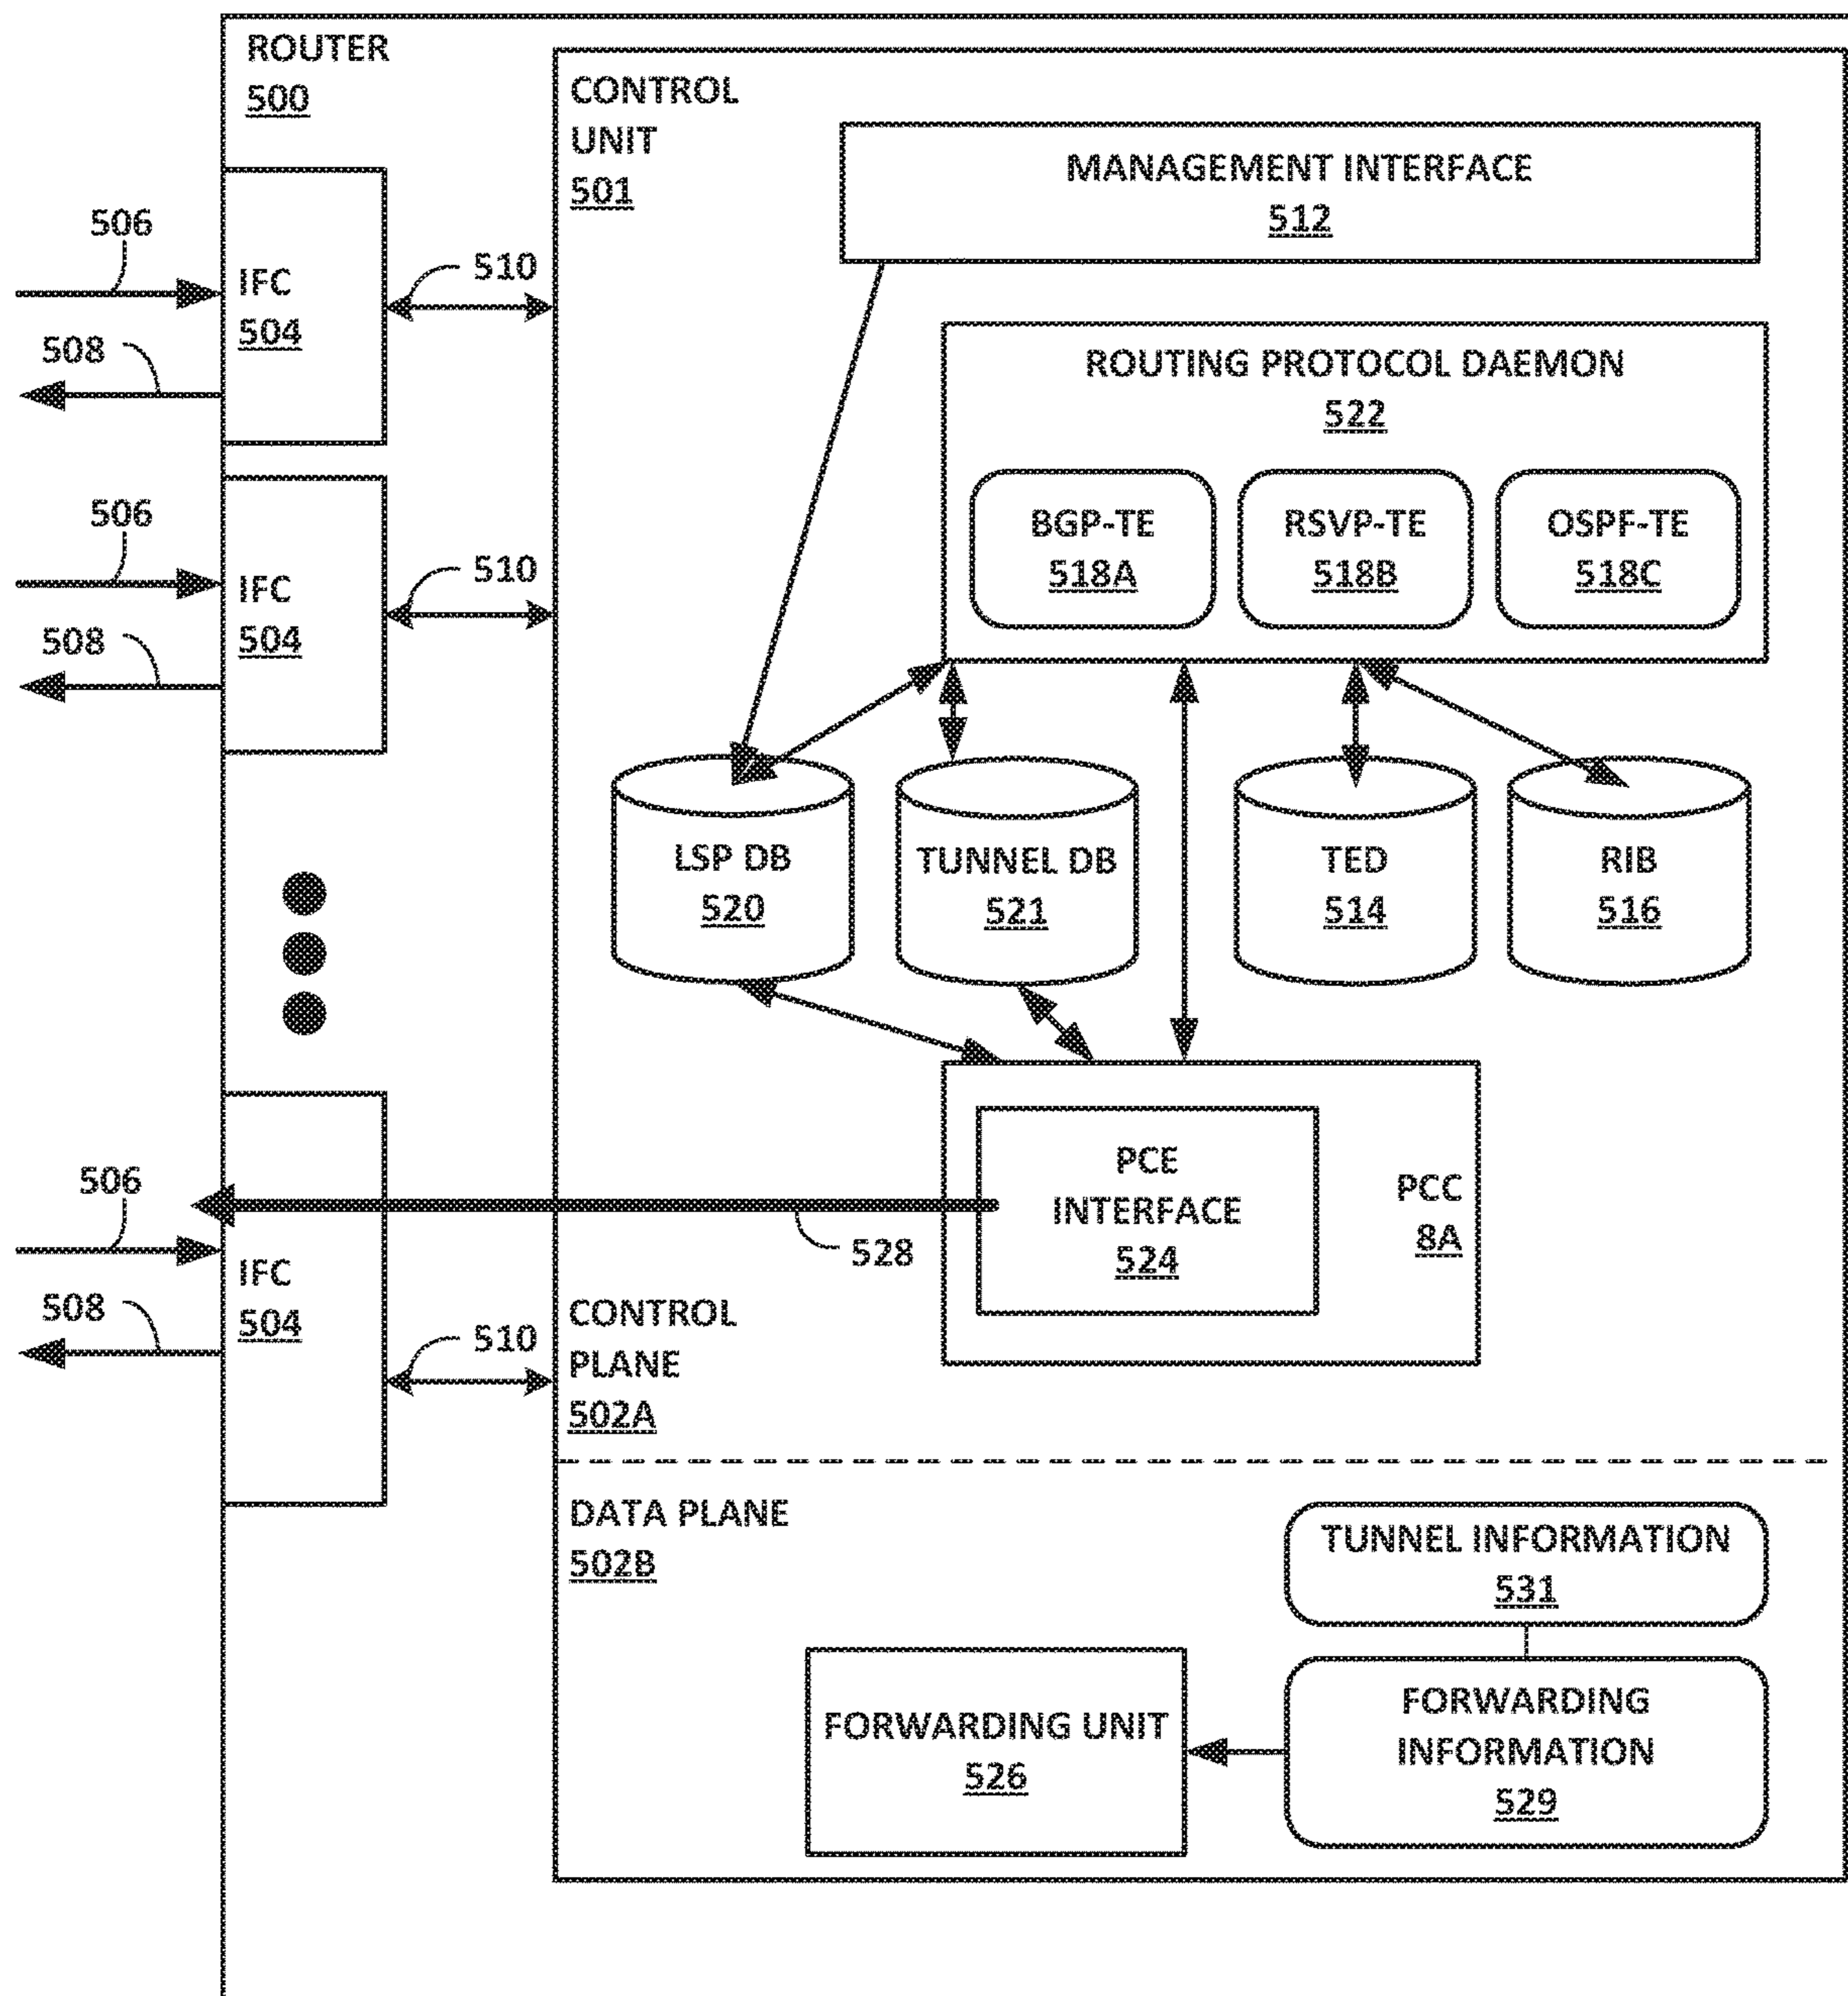 ROUTER
500
CONTROL
UNIT
501
MANAGEMENT INTERFACE
512
506
IFC
504
510
508
ROUTING PROTOCOL DAEMON
522
BGP-TE
518A
RSVP-TE
518B
OSPF-TE
518C
506
IFC
504
510
508
LSP DB
520
TUNNEL DB
521
TED
514
RIB
516
506
IFC
504
510
508
528
PCE
INTERFACE
524
PCC
8A
CONTROL
PLANE
502A
DATA PLANE
502B
TUNNEL INFORMATION
531
FORWARDING UNIT
526
FORWARDING
INFORMATION
529